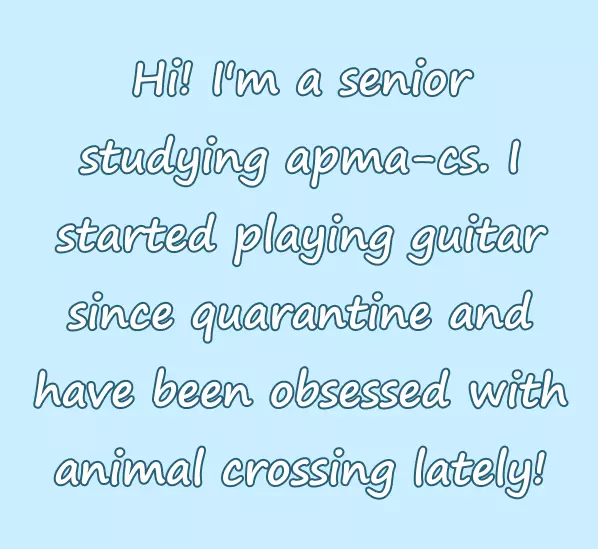 Hi! I'm a senior
studying apma-cs. I
started playing guitar
since quarantine and
have been obsessed with
animal crossing lately!